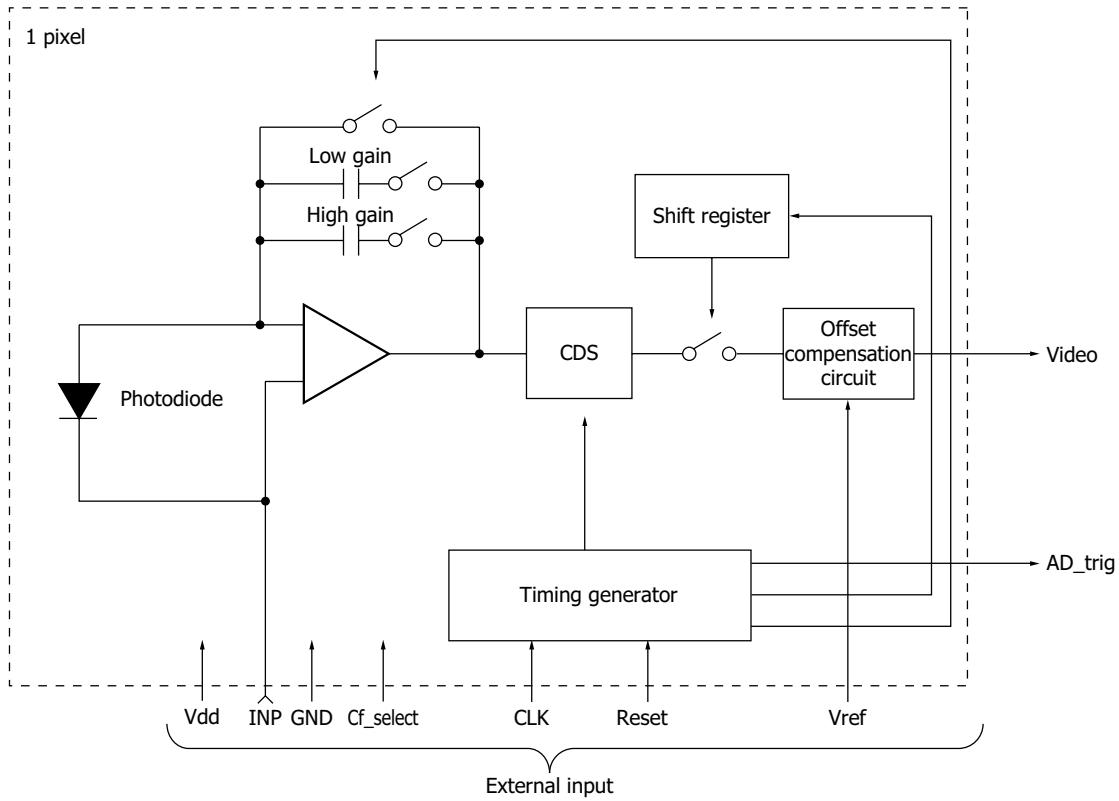 1 pixel
Low gain
High gain
Shift register
Photodiode
CDS
Offset
compensation
circuit
Video
Timing generator
AD_trig
Vdd
INP
GND
Cf_select
CLK
Reset
Vref
External input